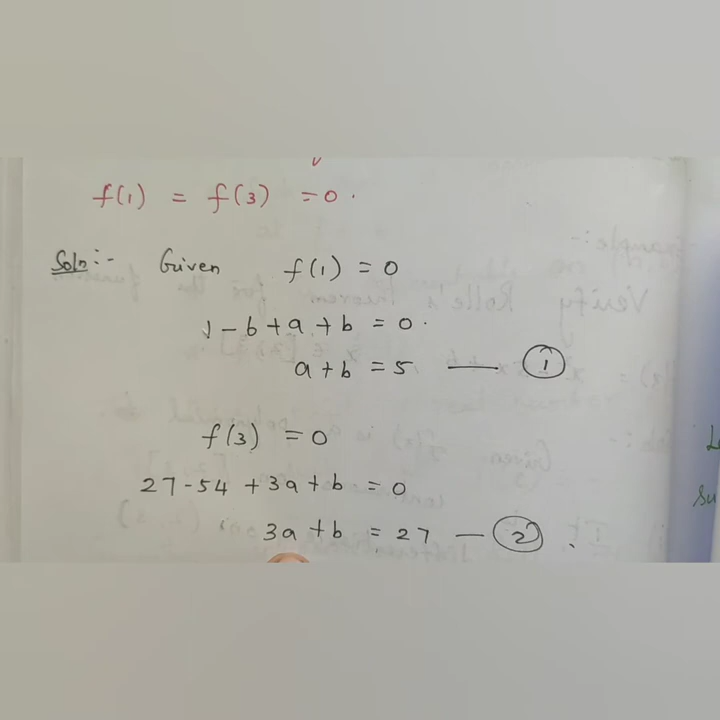 f(1) = f(3) = 0.
Soln:- Given f(1) = 0
1 - 6 + a + b = 0.
a + b = 5 — ①
f(3) = 0
27 - 54 + 3a + b = 0
3a + b = 27 — ②